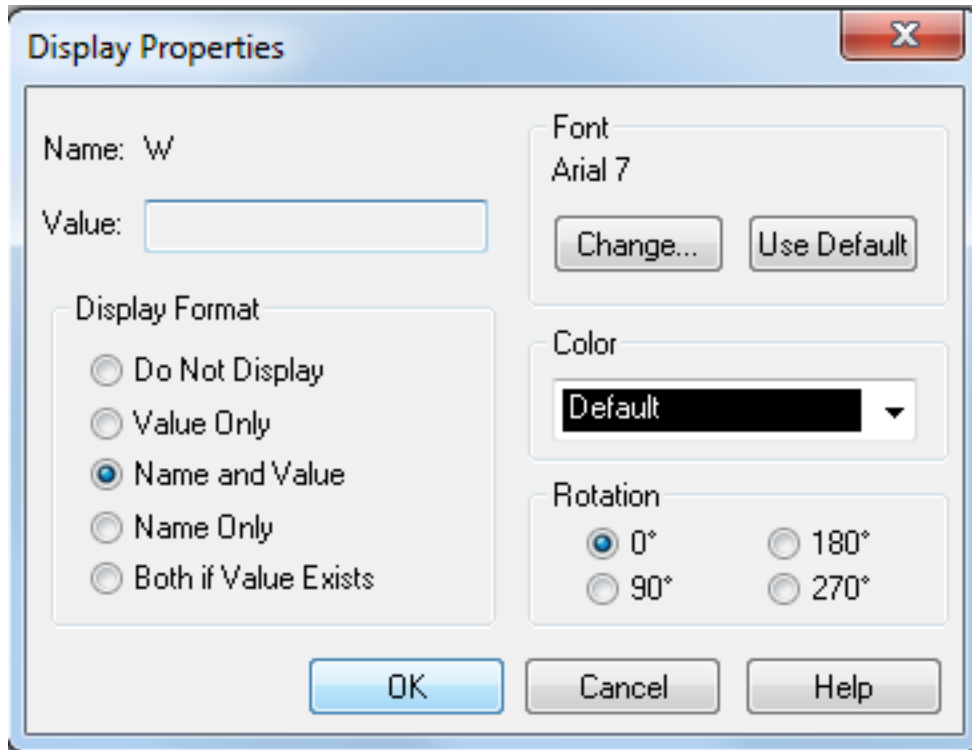 Display Properties
Name: W
Value:
Display Format
Do Not Display
Value Only
Name and Value
Name Only
Both if Value Exists
Font
Arial 7
Change... Use Default
Color
Default
Rotation
0° 180°
90° 270°
OK Cancel Help